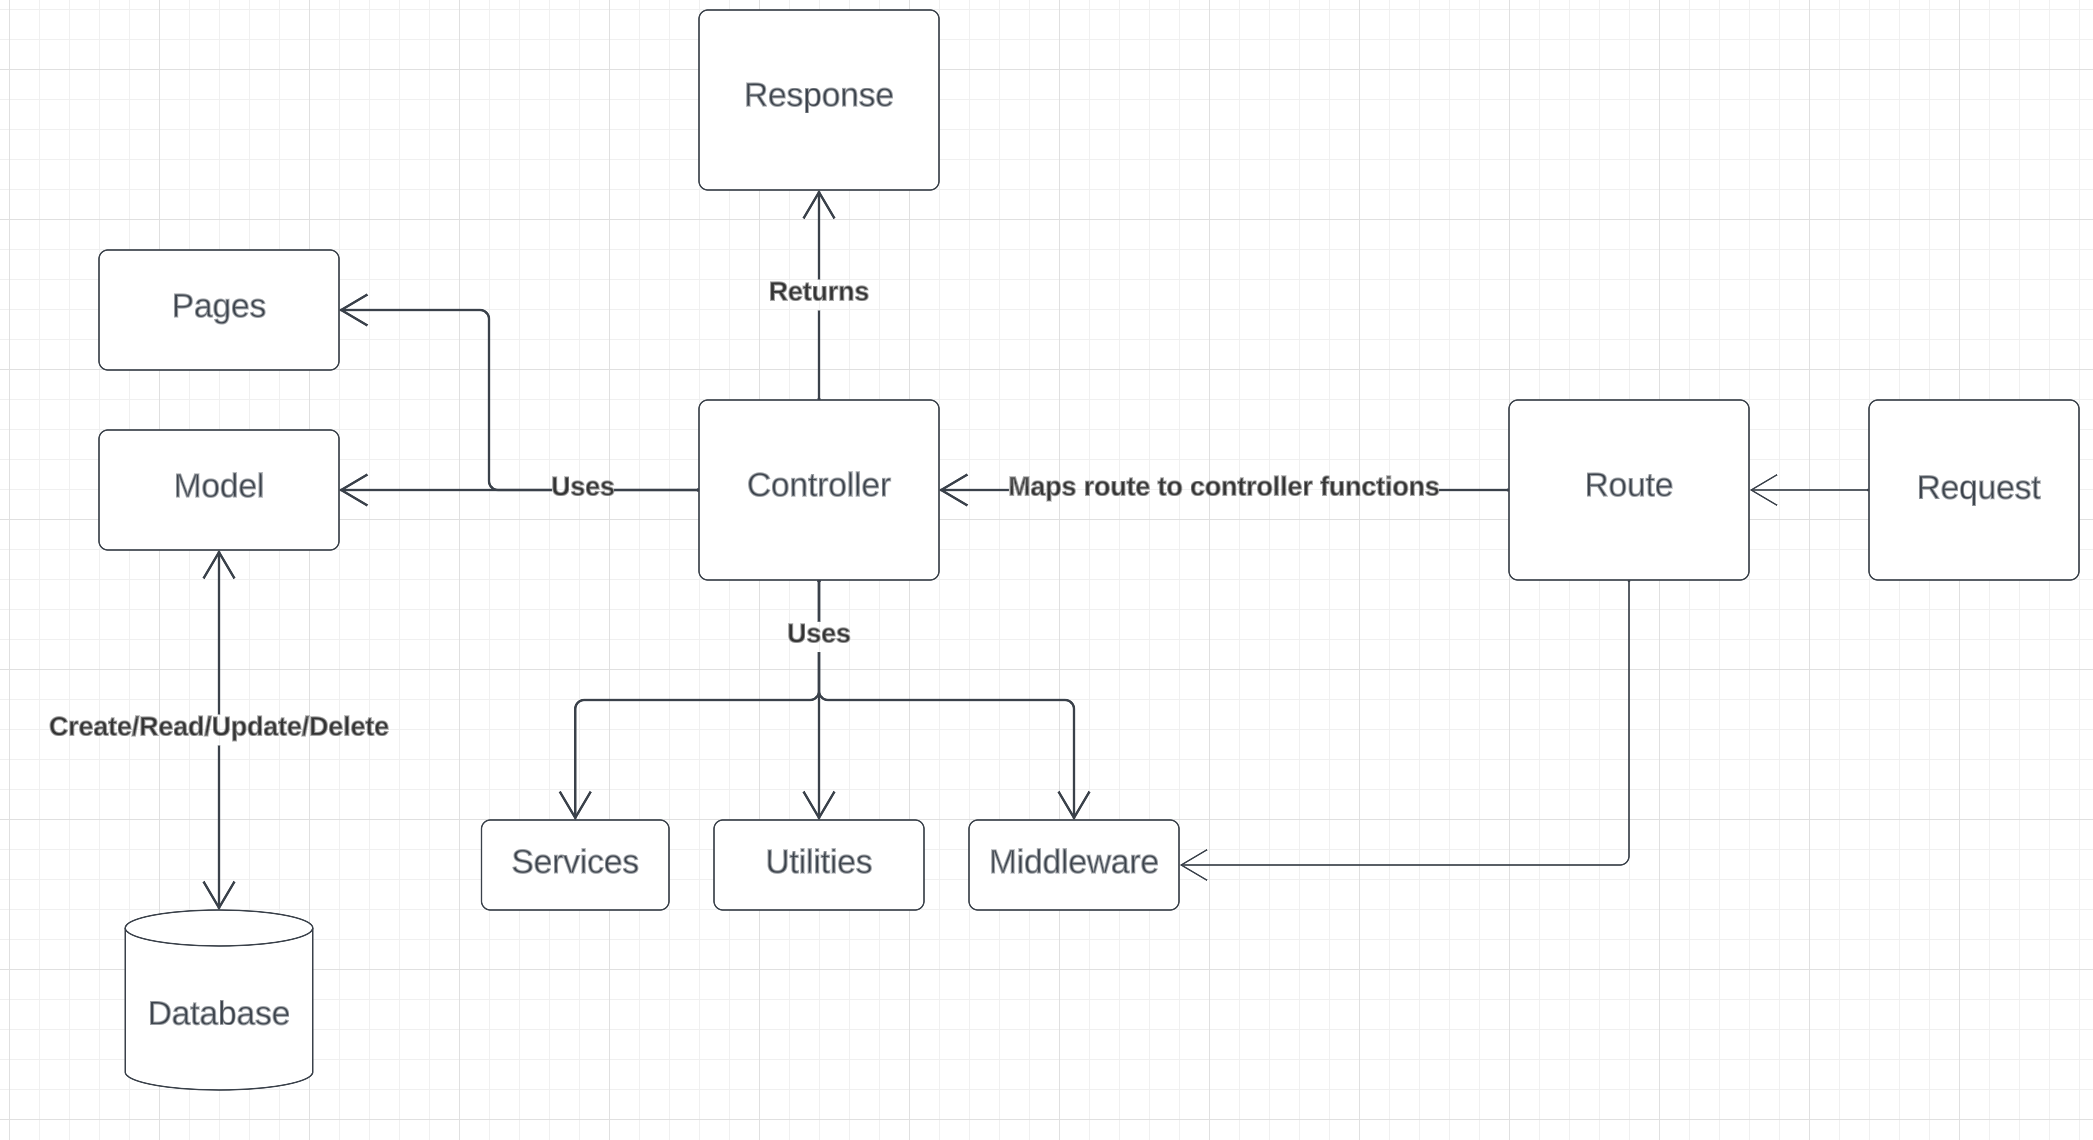 Response
Returns
Pages
Model
Uses
Controller
Maps route to controller functions
Route
Request
Uses
Create/Read/Update/Delete
Services
Utilities
Middleware
Database